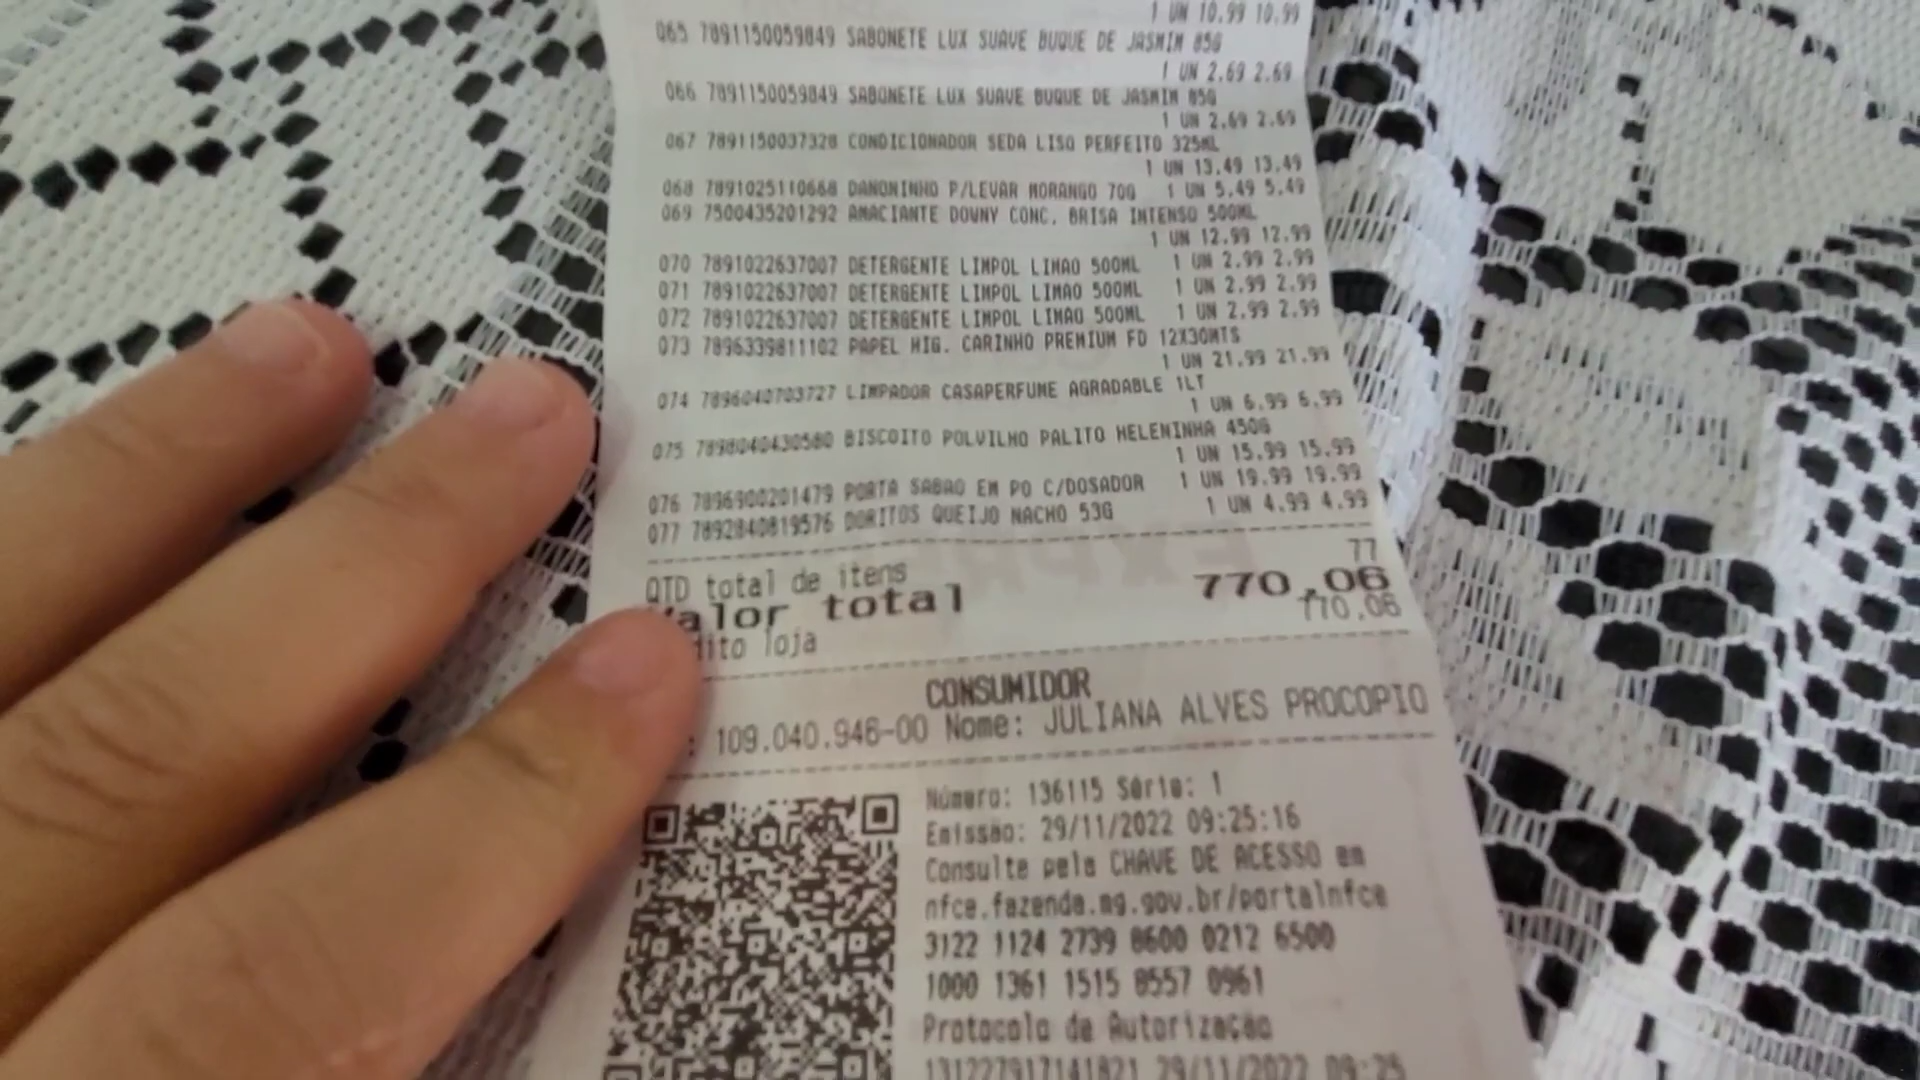 1 UN 10.99 10.99
065 7891150059849 SABONETE LUX SUAVE BUQUE DE JASMIM 85G
1 UN 2.69 2.69
066 7891150059849 SABONETE LUX SUAVE BUQUE DE JASMIM 85G
1 UN 2.69 2.69
067 7891150037328 CONDICIONADOR SEDA LISO PERFEITO 325ML
1 UN 13.49 13.49
068 7891025110668 DANONINHO P/LEVAR MORANGO 70G 1 UN 5.49 5.49
069 7500435201292 AMACIANTE DOWNY CONC. BRISA INTENSO 500ML
1 UN 12.99 12.99
070 7891022637007 DETERGENTE LIMPOL LIMAO 500ML 1 UN 2.99 2.99
071 7891022637007 DETERGENTE LIMPOL LIMAO 500ML 1 UN 2.99 2.99
072 7891022637007 DETERGENTE LIMPOL LIMAO 500ML 1 UN 2.99 2.99
073 7896339811102 PAPEL HIG. CARINHO PREMIUM FD 12X30MTS
1 UN 21.99 21.99
074 7896040703727 LIMPADOR CASAPERFUME AGRADABLE 1LT
1 UN 6.99 6.99
075 7898040430580 BISCOITO POLVILHO PALITO HELENINHA 450G
1 UN 15.99 15.99
076 7896900201479 PORTA SABAO EM PO C/DOSADOR 1 UN 19.99 19.99
077 7892840819576 DORITOS QUEIJO NACHO 53G 1 UN 4.99 4.99
QTD total de itens 77
Valor total 770,06
dito loja 770,06
CONSUMIDOR
: 109.040.946-00 Nome: JULIANA ALVES PROCOPIO
Número: 136115 Série: 1
Emissão: 29/11/2022 09:25:16
Consulte pela CHAVE DE ACESSO em
nfce.fazenda.mg.gov.br/portalnfce
3122 1124 2739 8600 0212 6500
1000 1361 1515 8557 0961
Protocolo de Autorização
131227917141821 29/11/2022 09:25